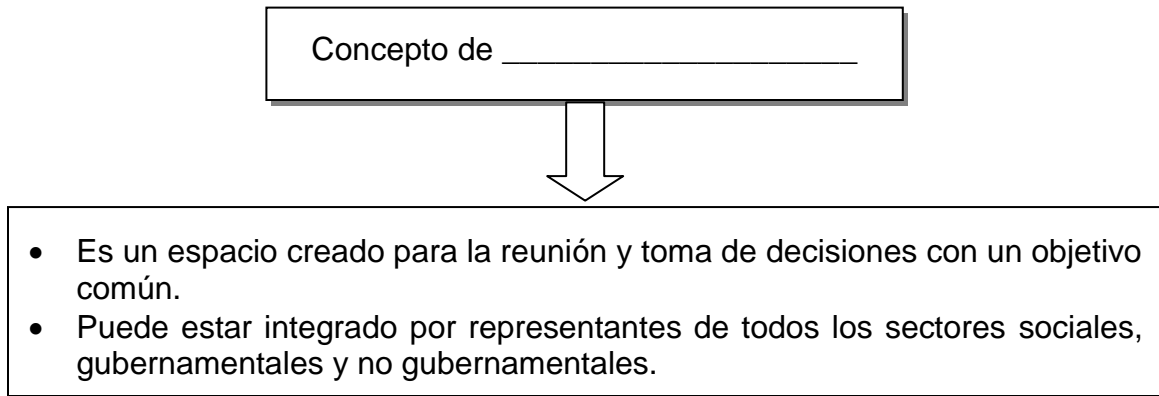 Concepto de ____________________
• Es un espacio creado para la reunión y toma de decisiones con un objetivo
común.
• Puede estar integrado por representantes de todos los sectores sociales,
gubernamentales y no gubernamentales.